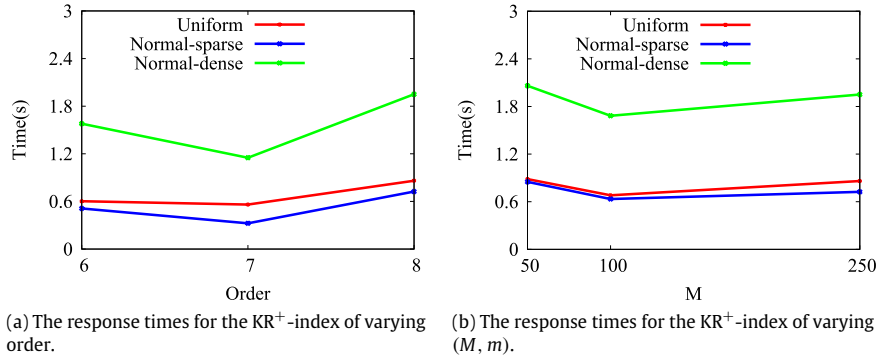 3
2.4
1.8
1.2
0.6
0
Time(s)
Uniform
Normal-sparse
Normal-dense
6
7
8
Order
(a) The response times for the KR⁺-index of varying
order.
3
2.4
1.8
1.2
0.6
0
Time(s)
Uniform
Normal-sparse
Normal-dense
50
100
250
M
(b) The response times for the KR⁺-index of varying
(M, m).